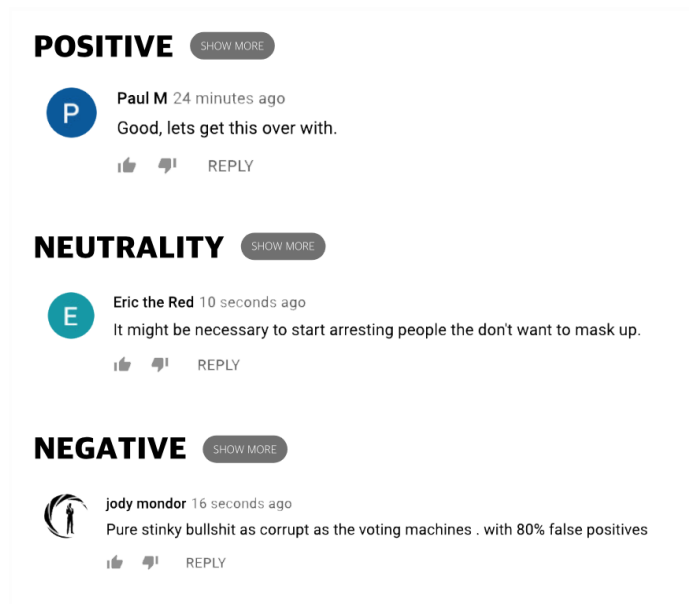 POSITIVE SHOW MORE
P
Paul M 24 minutes ago
Good, lets get this over with.
REPLY
NEUTRALITY SHOW MORE
E
Eric the Red 10 seconds ago
It might be necessary to start arresting people the don't want to mask up.
REPLY
NEGATIVE SHOW MORE
jody mondor 16 seconds ago
Pure stinky bullshit as corrupt as the voting machines . with 80% false positives
REPLY